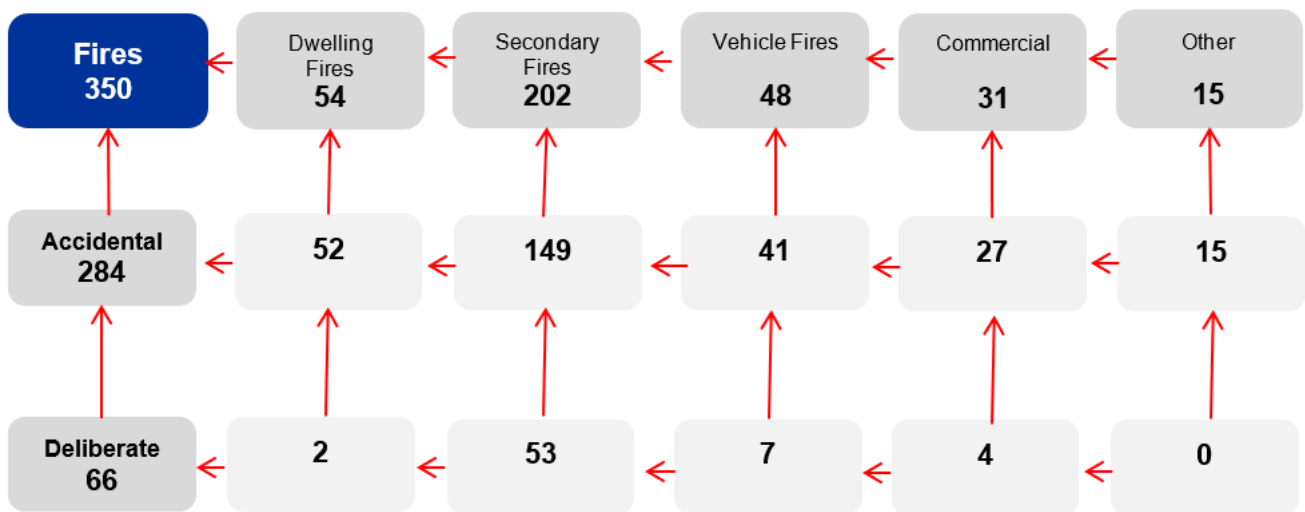 Fires
350
Dwelling
Fires
54
Secondary
Fires
202
Vehicle Fires
48
Commercial
31
Other
15
Accidental
284
52
149
41
27
15
Deliberate
66
2
53
7
4
0